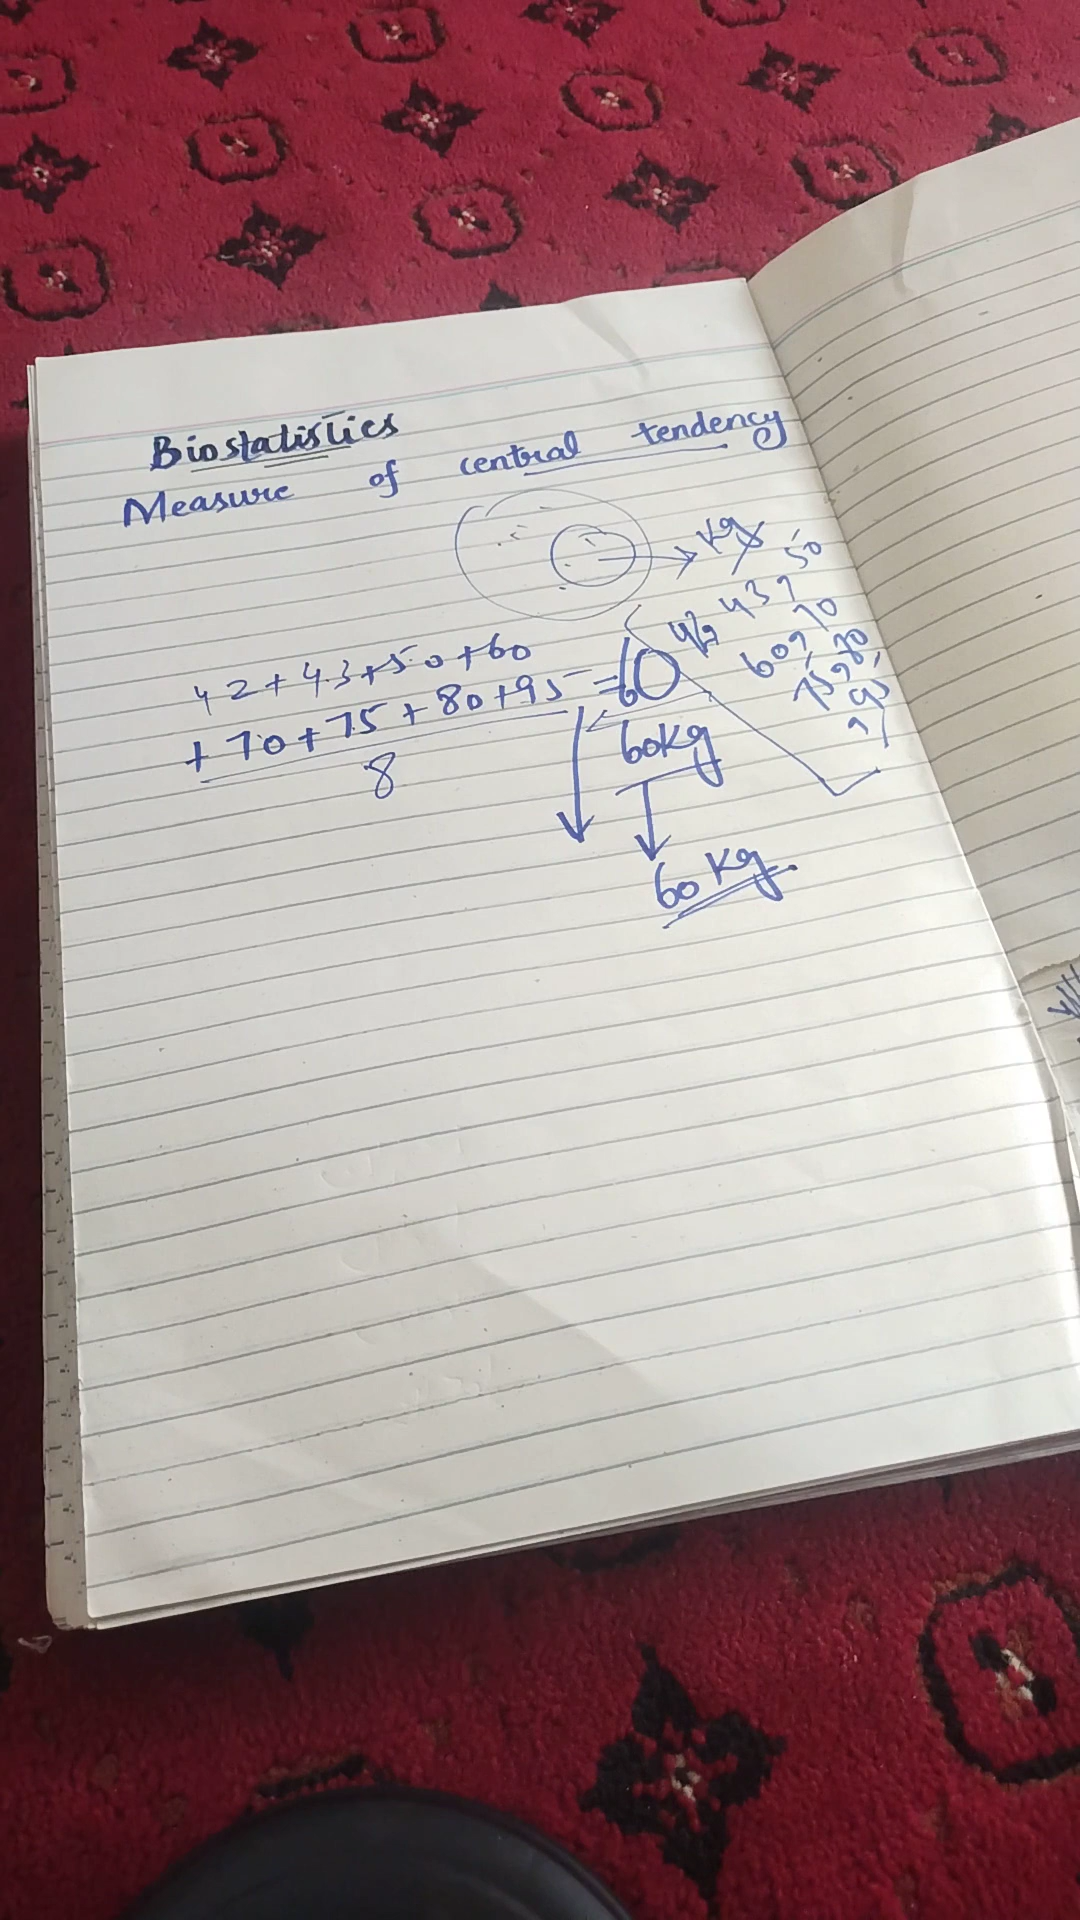 Biostatistics
Measure of central tendency
Kg
42, 43, 50
60, 70
75, 80,
95,
42+43+50+60
+70+75+80+95 = 60
8
60kg
60 Kg.